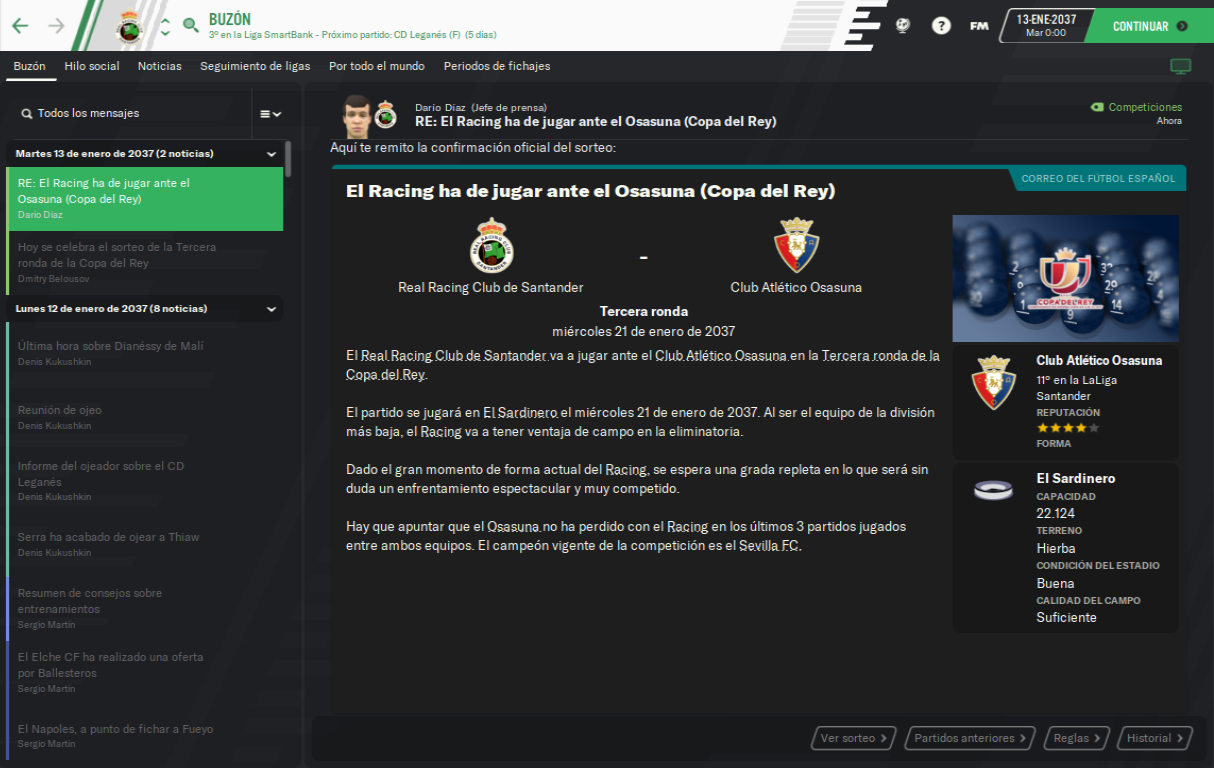 BUZÓN
3º en la Liga SmartBank - Próximo partido: CD Leganés (F) (5 días)
FM
13-ENE-2037
Mar 0:00
CONTINUAR
Buzón
Hilo social
Noticias
Seguimiento de ligas
Por todo el mundo
Periodos de fichajes
Todos los mensajes
Martes 13 de enero de 2037 (2 noticias)
RE: El Racing ha de jugar ante el
Osasuna (Copa del Rey)
Darío Díaz
Hoy se celebra el sorteo de la Tercera
ronda de la Copa del Rey
Dmitry Belousov
Lunes 12 de enero de 2037 (8 noticias)
Última hora sobre Dianéssy de Malí
Denis Kukushkin
Reunión de ojeo
Denis Kukushkin
Informe del ojeador sobre el CD
Leganés
Denis Kukushkin
Serra ha acabado de ojear a Thiaw
Denis Kukushkin
Resumen de consejos sobre
entrenamientos
Sergio Martín
El Elche CF ha realizado una oferta
por Ballesteros
Sergio Martín
El Napoles, a punto de fichar a Fueyo
Sergio Martín
Darío Díaz (Jefe de prensa)
RE: El Racing ha de jugar ante el Osasuna (Copa del Rey)
Competiciones
Ahora
Aquí te remito la confirmación oficial del sorteo:
CORREO DEL FÚTBOL ESPAÑOL
El Racing ha de jugar ante el Osasuna (Copa del Rey)
-
Real Racing Club de Santander
Club Atlético Osasuna
Tercera ronda
miércoles 21 de enero de 2037
El Real Racing Club de Santander va a jugar ante el Club Atlético Osasuna en la Tercera ronda de la
Copa del Rey.
El partido se jugará en El Sardinero el miércoles 21 de enero de 2037. Al ser el equipo de la división
más baja, el Racing va a tener ventaja de campo en la eliminatoria.
Dado el gran momento de forma actual del Racing, se espera una grada repleta en lo que será sin
duda un enfrentamiento espectacular y muy competido.
Hay que apuntar que el Osasuna no ha perdido con el Racing en los últimos 3 partidos jugados
entre ambos equipos. El campeón vigente de la competición es el Sevilla FC.
COPA DEL REY
Club Atlético Osasuna
11º en la LaLiga
Santander
REPUTACIÓN
FORMA
El Sardinero
CAPACIDAD
22.124
TERRENO
Hierba
CONDICIÓN DEL ESTADIO
Buena
CALIDAD DEL CAMPO
Suficiente
Ver sorteo
Partidos anteriores
Reglas
Historial